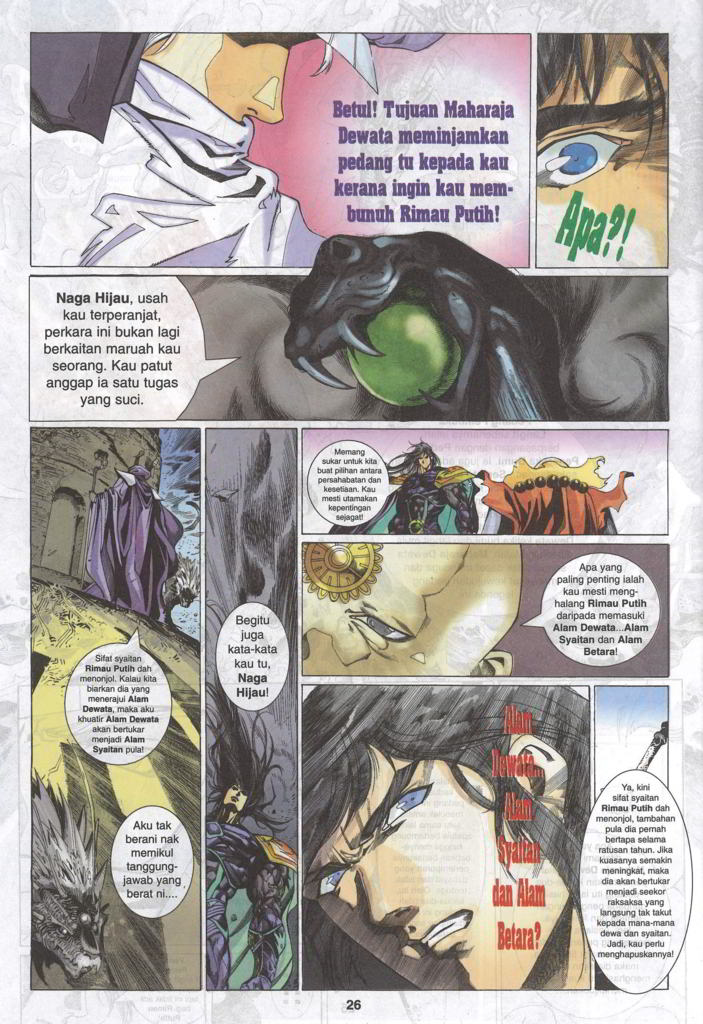 Betul! Tujuan Maharaja
Dewata meminjamkan
pedang tu kepada kau
kerana ingin kau mem-
bunuh Rimau Putih!
Apa?!
Naga Hijau, usah
kau terperanjat,
perkara ini bukan lagi
berkaitan maruah kau
seorang. Kau patut
anggap ia satu tugas
yang suci.
Sifat syaitan
Rimau Putih dah
menonjol. Kalau kita
biarkan dia yang
menerajui Alam
Dewata, maka aku
khuatir Alam Dewata
akan bertukar
menjadi Alam
Syaitan pula!
Aku tak
berani nak
memikul
tanggung-
jawab yang
berat ni....
Begitu
juga
kata-kata
kau tu,
Naga
Hijau!
Memang
sukar untuk kita
buat pilihan antara
persahabatan dan
kesetiaan. Kau
mesti utamakan
kepentingan
sejagat!
Apa yang
paling penting ialah
kau mesti meng-
halang Rimau Putih
daripada memasuki
Alam Dewata...Alam
Syaitan dan Alam
Betara!
Alam
Dewata...
Alam
Syaitan
dan Alam
Betara?
Ya, kini
sifat syaitan
Rimau Putih dah
menonjol, tambahan
pula dia pernah
bertapa selama
ratusan tahun. Jika
kuasanya semakin
meningkat, maka
dia akan bertukar
menjadi seekor
raksaksa yang
langsung tak takut
kepada mana-mana
dewa dan syaitan.
Jadi, kau perlu
menghapuskannya!
26